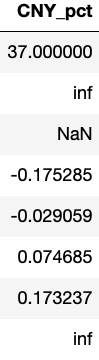 CNY_pct
37.000000
inf
NaN
-0.175285
-0.029059
0.074685
0.173237
inf